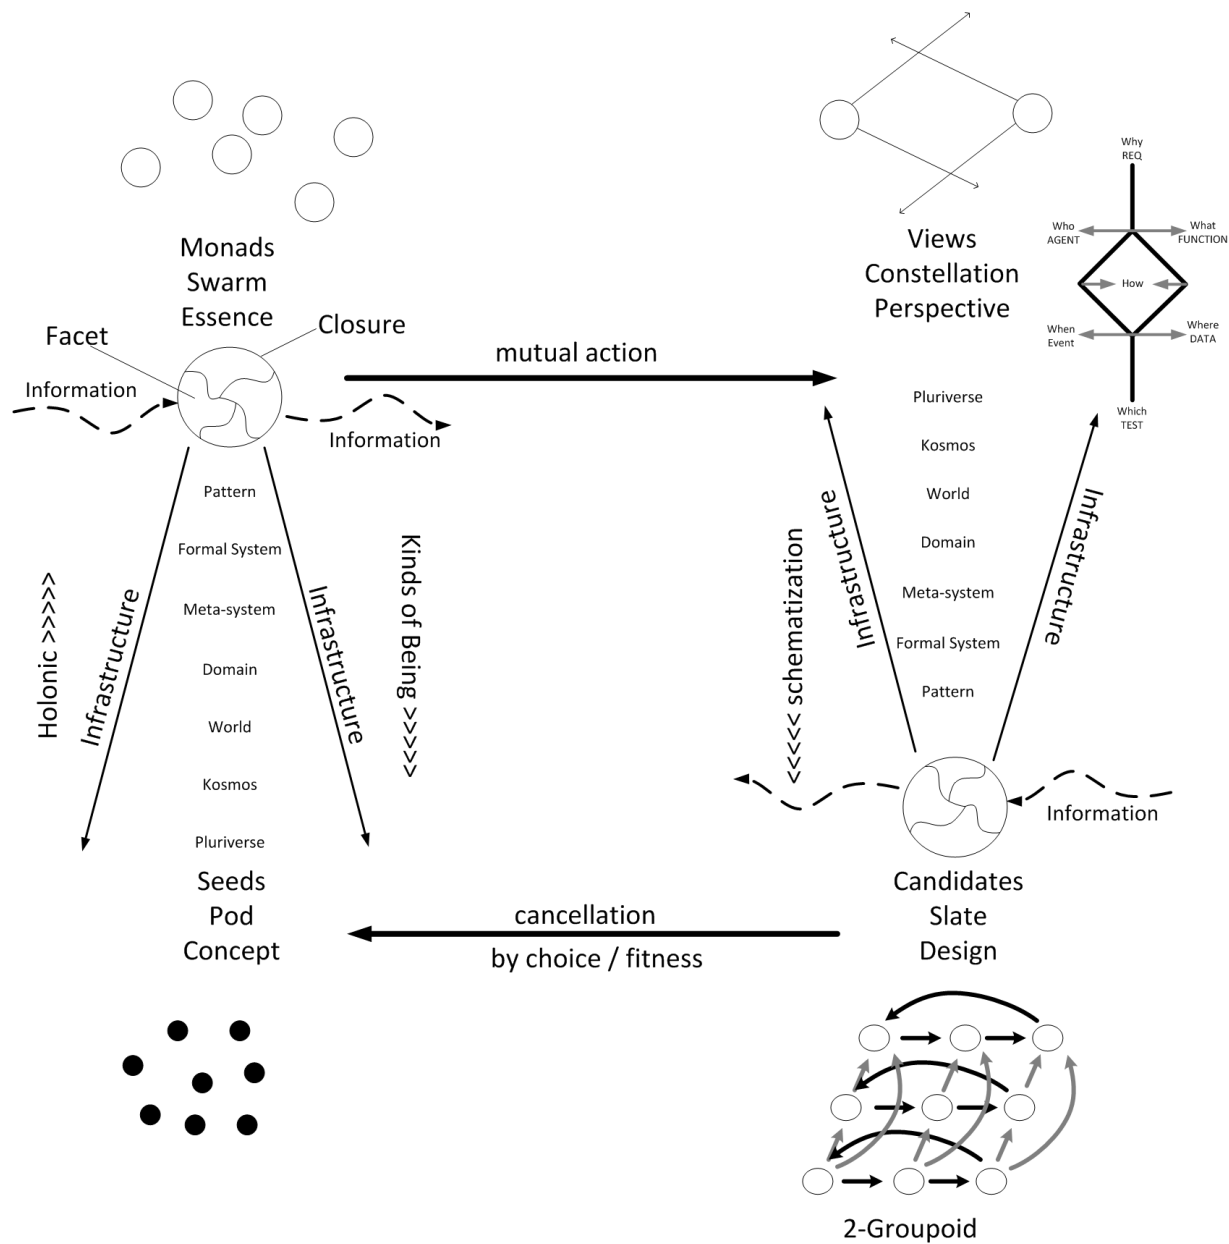 Monads
Swarm
Essence
Facet
Closure
Information
Information
Pattern
Formal System
Meta-system
Domain
World
Kosmos
Pluriverse
Holonic >>>>>
Infrastructure
Infrastructure
Kinds of Being >>>>>
Seeds
Pod
Concept
mutual action
cancellation
by choice / fitness
Views
Constellation
Perspective
Why
REQ
Who
AGENT
What
FUNCTION
How
When
Event
Where
DATA
Which
TEST
Pluriverse
Kosmos
World
Domain
Meta-system
Formal System
Pattern
<<<<< schematization
Infrastructure
Infrastructure
Information
Candidates
Slate
Design
2-Groupoid